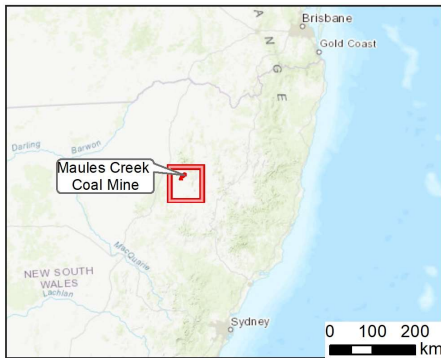 Brisbane
Gold Coast
A N G E
Darling
Barwon
Maules Creek
Coal Mine
Macquarie
NEW SOUTH
WALES
Lachlan
Sydney
0 100 200
km